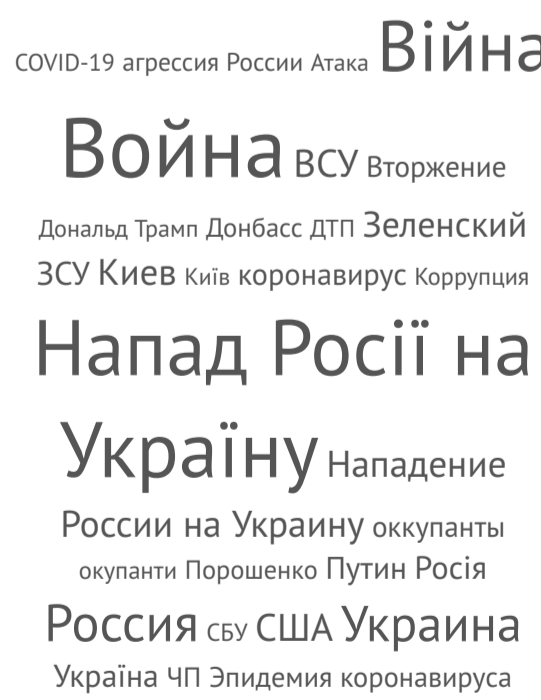 COVID-19 агрессия России Атака Війна
Война ВСУ Вторжение
Дональд Трамп Донбасс ДТП Зеленский
ЗСУ Киев Київ коронавирус Коррупция
Напад Росії на
Україну Нападение
России на Украину оккупанты
окупанти Порошенко Путин Росія
Россия СБУ США Украина
Україна ЧП Эпидемия коронавируса